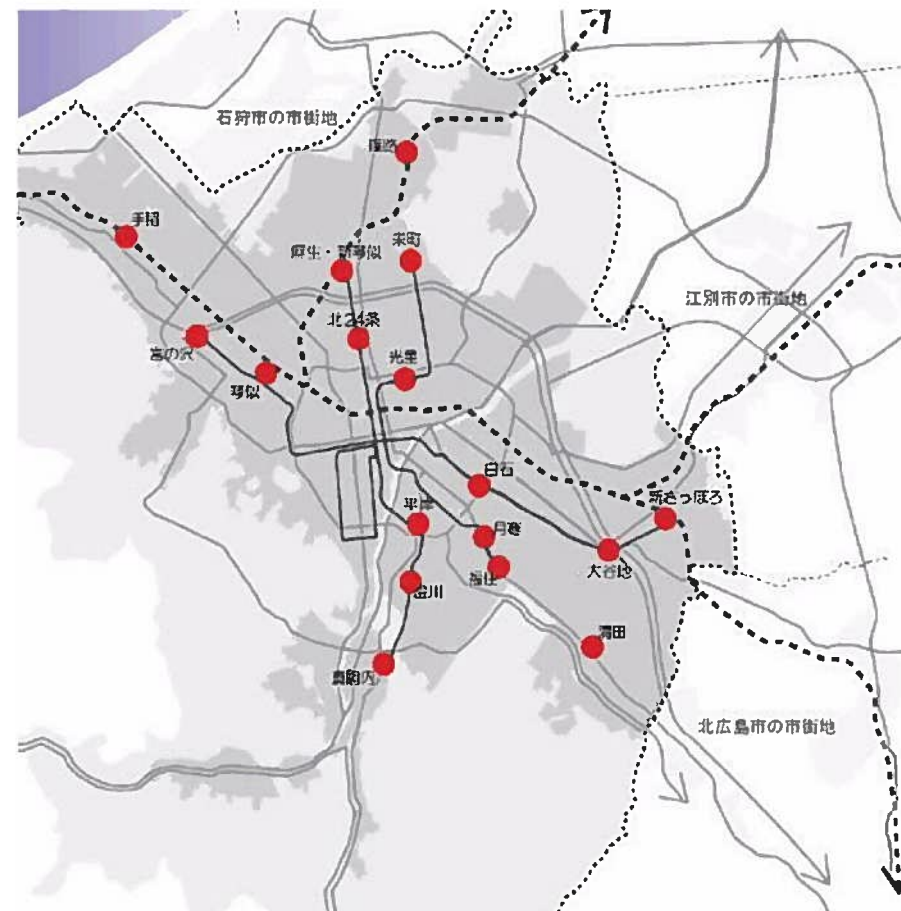 石狩市の市街地
篠路
手稲
麻生・新琴似
栄町
江別市の市街地
北24条
宮の沢
光星
琴似
白石
新さっぽろ
平岸
月寒
大谷地
福住
澄川
清田
真駒内
北広島市の市街地